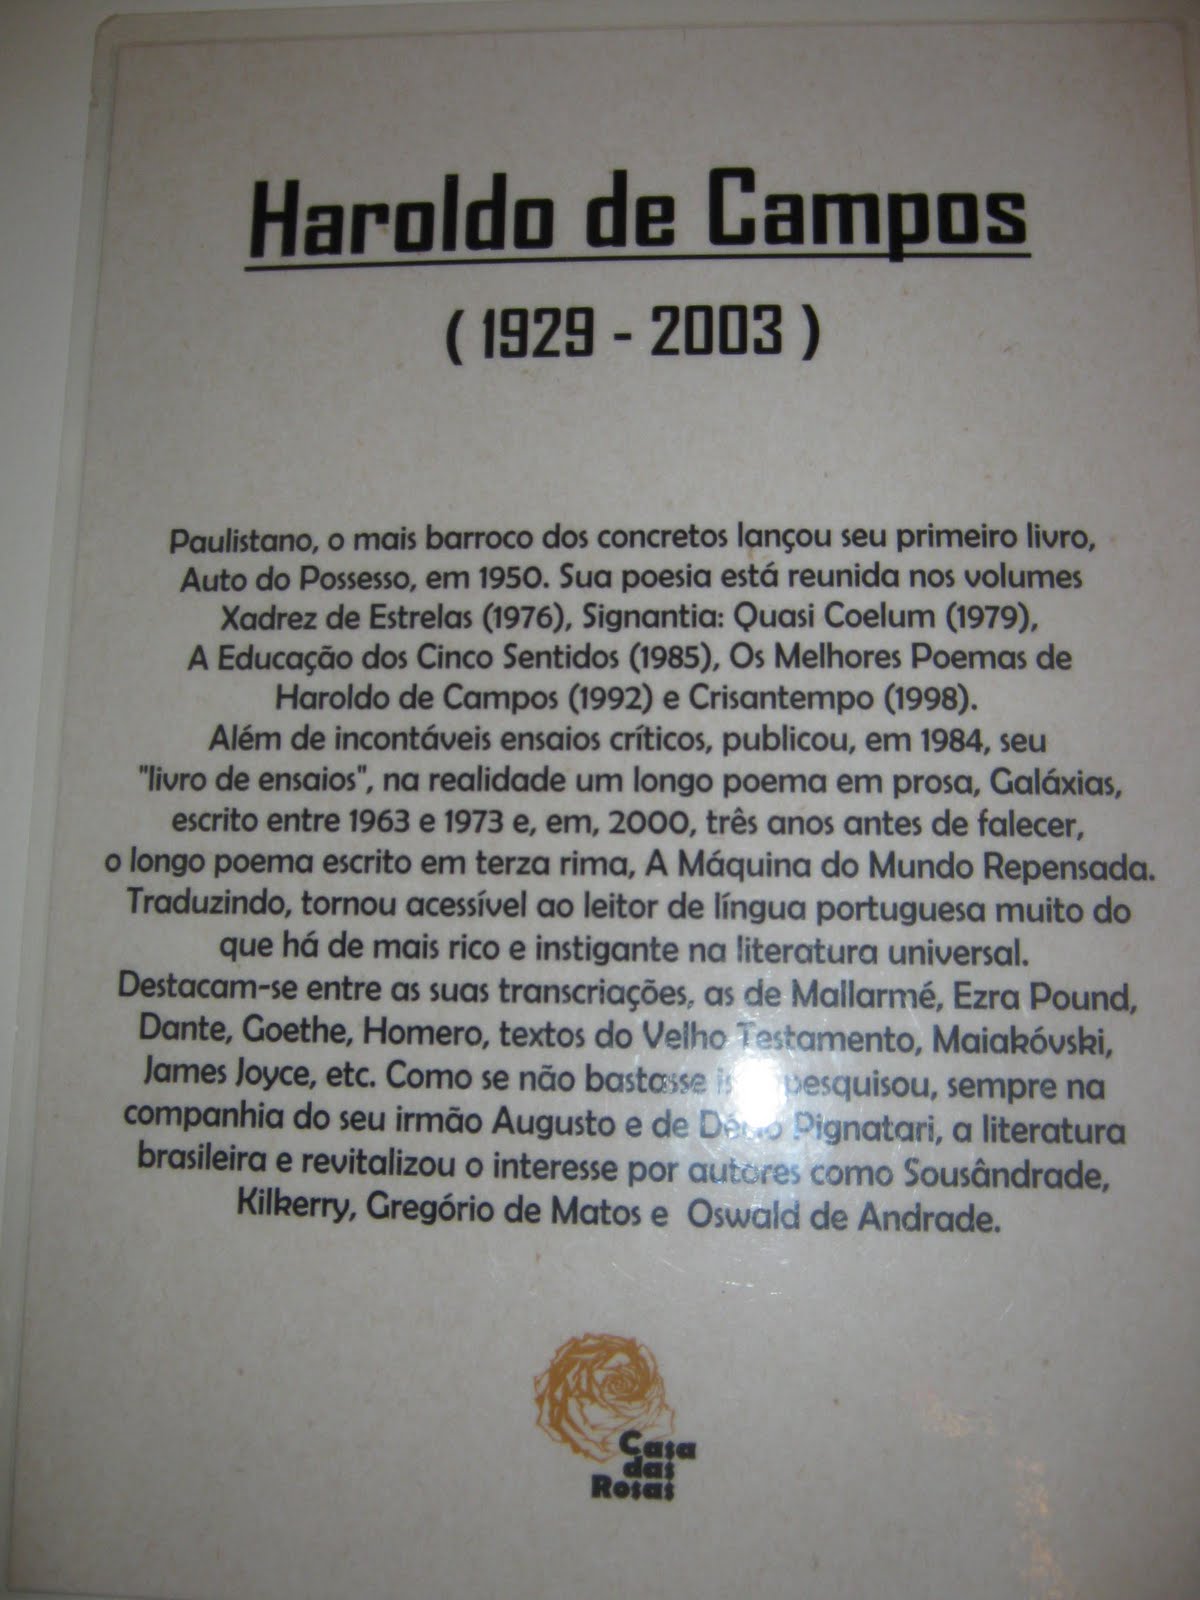 Haroldo de Campos
( 1929 - 2003 )
Paulistano, o mais barroco dos concretos lançou seu primeiro livro,
Auto do Possesso, em 1950. Sua poesia está reunida nos volumes
Xadrez de Estrelas (1976), Signantia: Quasi Coelum (1979),
A Educação dos Cinco Sentidos (1985), Os Melhores Poemas de
Haroldo de Campos (1992) e Crisantempo (1998).
Além de incontáveis ensaios críticos, publicou, em 1984, seu
"livro de ensaios", na realidade um longo poema em prosa, Galáxias,
escrito entre 1963 e 1973 e, em, 2000, três anos antes de falecer,
o longo poema escrito em terza rima, A Máquina do Mundo Repensada.
Traduzindo, tornou acessível ao leitor de língua portuguesa muito do
que há de mais rico e instigante na literatura universal.
Destacam-se entre as suas transcriações, as de Mallarmé, Ezra Pound,
Dante, Goethe, Homero, textos do Velho Testamento, Maiakóvski,
James Joyce, etc. Como se não bastasse pesquisou, sempre na
companhia do seu irmão Augusto e de Pignatari, a literatura
brasileira e revitalizou o interesse por autores como Sousândrade,
Kilkerry, Gregório de Matos e Oswald de Andrade.
Casa
das
Rosas